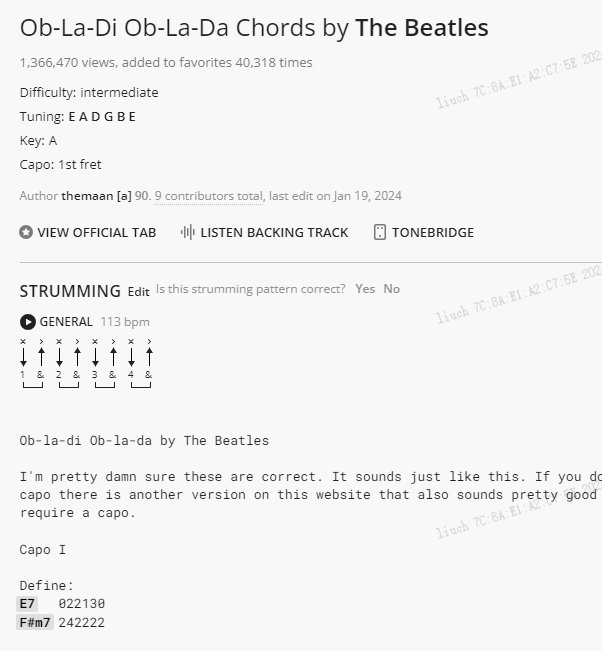 Ob-La-Di Ob-La-Da Chords by The Beatles
1,366,470 views, added to favorites 40,318 times
Difficulty: intermediate
Tuning: E A D G B E
Key: A
Capo: 1st fret
Author themaan [a] 90. 9 contributors total, last edit on Jan 19, 2024
VIEW OFFICIAL TAB LISTEN BACKING TRACK TONEBRIDGE
STRUMMING Edit Is this strumming pattern correct? Yes No
GENERAL 113 bpm
1 & 2 & 3 & 4 &
Ob-la-di Ob-la-da by The Beatles
I'm pretty damn sure these are correct. It sounds just like this. If you do
capo there is another version on this website that also sounds pretty good
require a capo.
Capo I
Define:
E7 022130
F#m7 242222
liuch 7C:8A:E1:A2:C7:5E 202
liuch 7C:8A:E1:A2:C7:5E 202
liuch 7C:8A:E1:A2:C7:5E 202